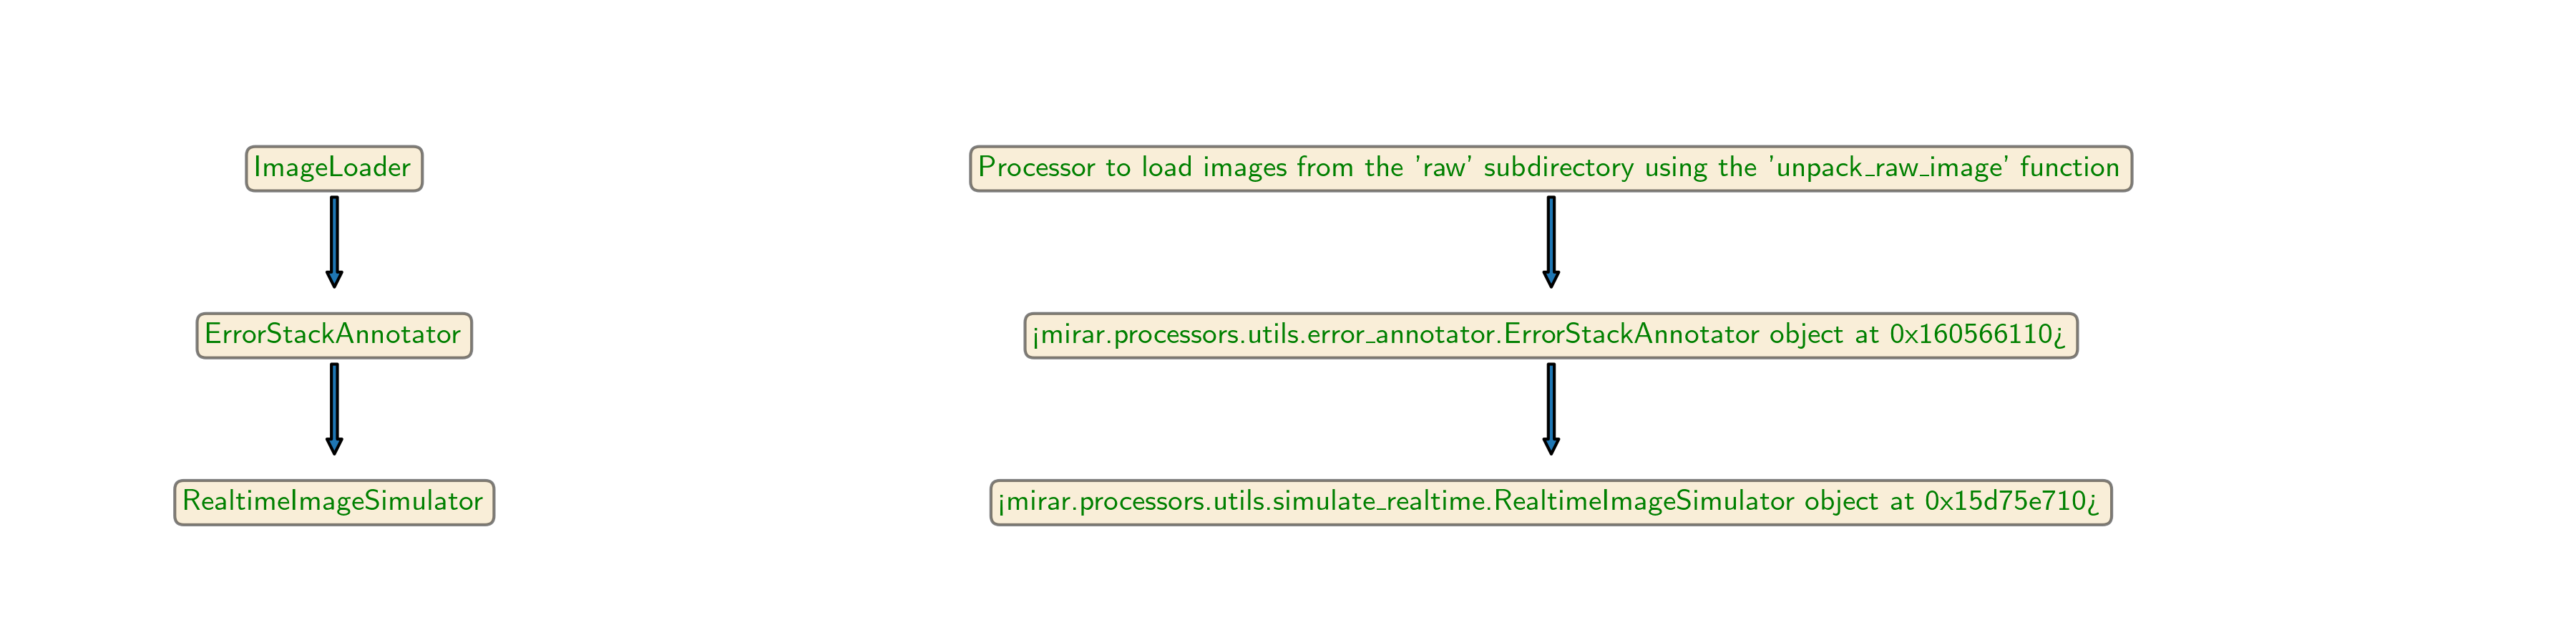 ImageLoader
Processor to load images from the 'raw' subdirectory using the 'unpack_raw_image' function
ErrorStackAnnotator
<mirar.processors.utils.error_annotator.ErrorStackAnnotator object at 0x160566110>
RealtimeImageSimulator
<mirar.processors.utils.simulate_realtime.RealtimeImageSimulator object at 0x15d75e710>